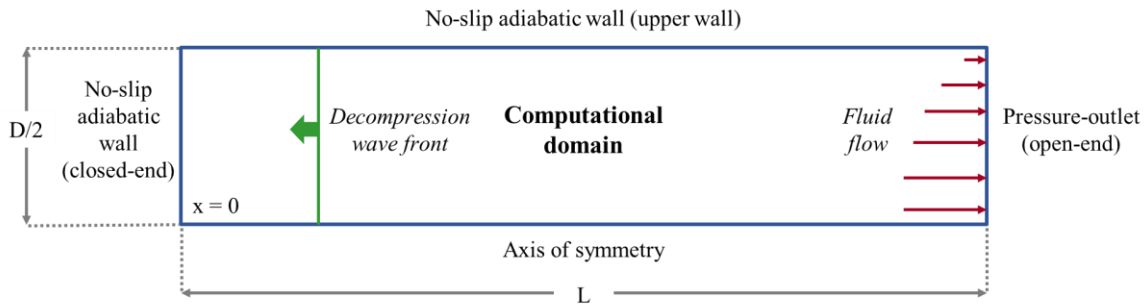 No-slip adiabatic wall (upper wall)
No-slip
adiabatic
wall
(closed-end)
D/2
Decompression
wave front
Computational
domain
Fluid
flow
Pressure-outlet
(open-end)
x = 0
Axis of symmetry
L